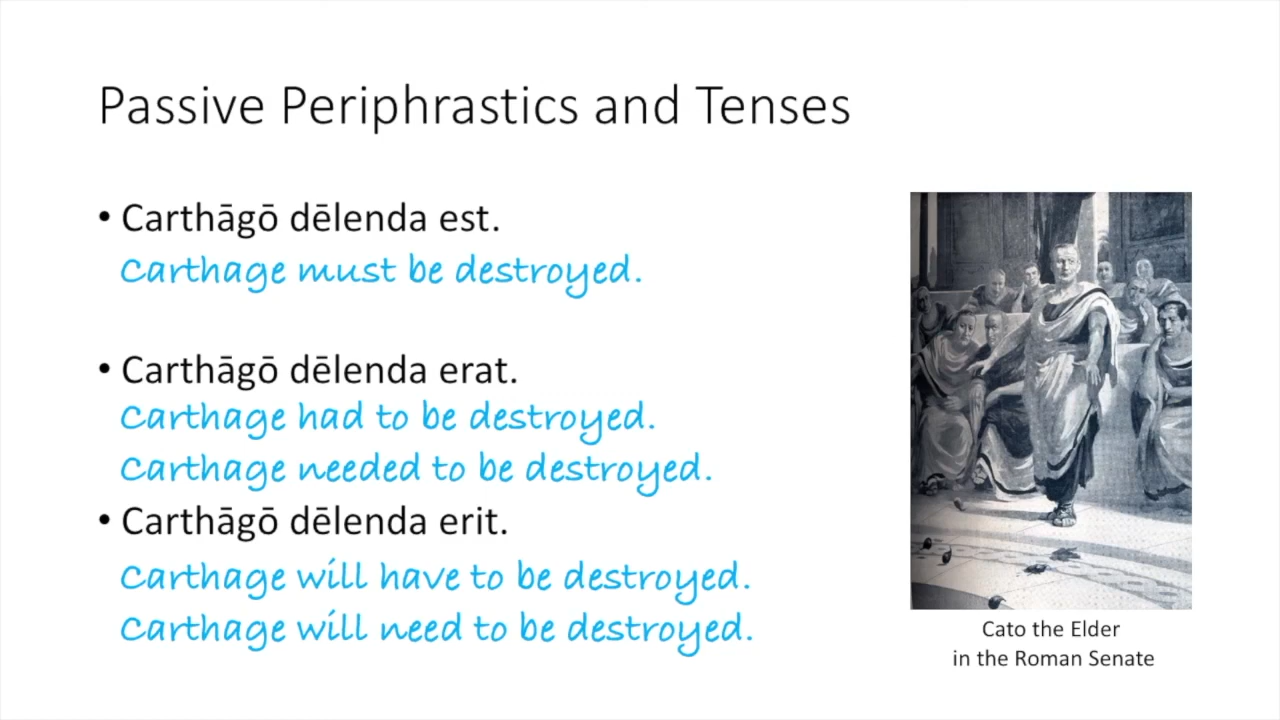 Passive Periphrastics and Tenses
• Carthāgō dēlenda est.
Carthage must be destroyed.
• Carthāgō dēlenda erat.
Carthage had to be destroyed.
Carthage needed to be destroyed.
• Carthāgō dēlenda erit.
Carthage will have to be destroyed.
Carthage will need to be destroyed.
Cato the Elder
in the Roman Senate